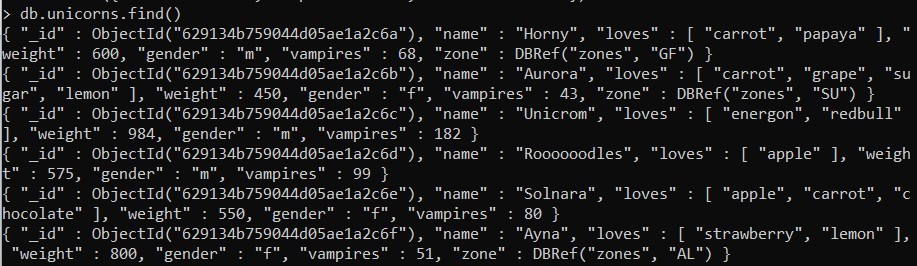 > db.unicorns.find()
{ "_id" : ObjectId("629134b759044d05ae1a2c6a"), "name" : "Horny", "loves" : [ "carrot", "papaya" ], "
weight" : 600, "gender" : "m", "vampires" : 68, "zone" : DBRef("zones", "GF") }
{ "_id" : ObjectId("629134b759044d05ae1a2c6b"), "name" : "Aurora", "loves" : [ "carrot", "grape", "su
gar", "lemon" ], "weight" : 450, "gender" : "f", "vampires" : 43, "zone" : DBRef("zones", "SU") }
{ "_id" : ObjectId("629134b759044d05ae1a2c6c"), "name" : "Unicrom", "loves" : [ "energon", "redbull"
], "weight" : 984, "gender" : "m", "vampires" : 182 }
{ "_id" : ObjectId("629134b759044d05ae1a2c6d"), "name" : "Roooooodles", "loves" : [ "apple" ], "weigh
t" : 575, "gender" : "m", "vampires" : 99 }
{ "_id" : ObjectId("629134b759044d05ae1a2c6e"), "name" : "Solnara", "loves" : [ "apple", "carrot", "c
hocolate" ], "weight" : 550, "gender" : "f", "vampires" : 80 }
{ "_id" : ObjectId("629134b759044d05ae1a2c6f"), "name" : "Ayna", "loves" : [ "strawberry", "lemon" ],
"weight" : 800, "gender" : "f", "vampires" : 51, "zone" : DBRef("zones", "AL") }